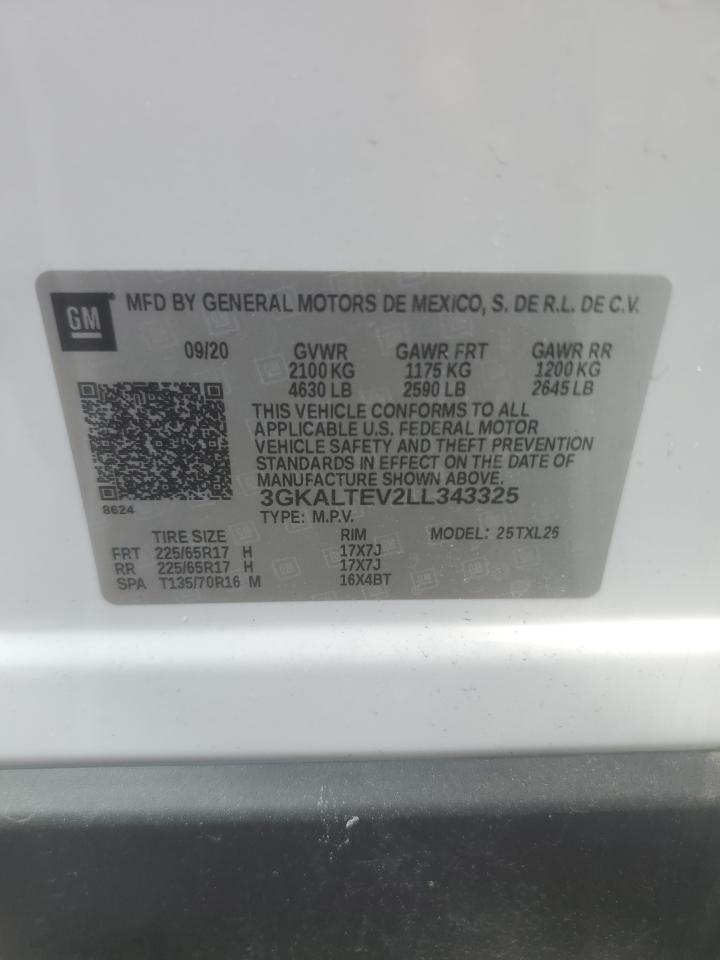 GM MFD BY GENERAL MOTORS DE MEXICO, S. DE R.L. DE C.V.
09/20 GVWR GAWR FRT GAWR RR
2100 KG 1175 KG 1200 KG
4630 LB 2590 LB 2645 LB
THIS VEHICLE CONFORMS TO ALL
APPLICABLE U.S. FEDERAL MOTOR
VEHICLE SAFETY AND THEFT PREVENTION
STANDARDS IN EFFECT ON THE DATE OF
MANUFACTURE SHOWN ABOVE.
3GKALTEV2LL343325
8624
TYPE: M.P.V.
TIRE SIZE RIM MODEL: 25TXL26
FRT 225/65R17 H 17X7J
RR 225/65R17 H 17X7J
SPA T135/70R16 M 16X4BT